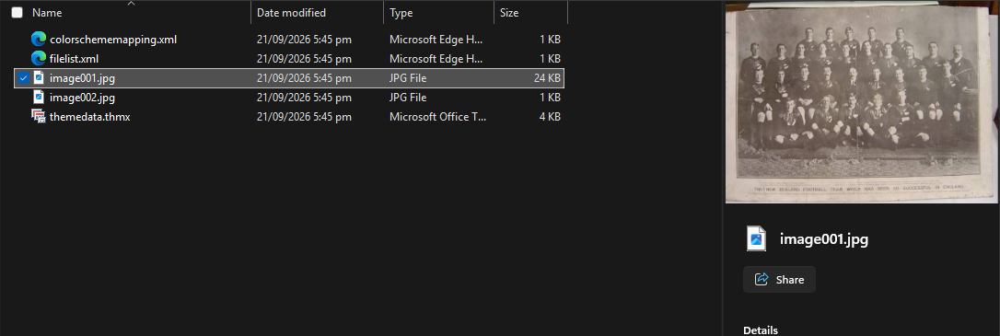 Name Date modified Type Size
colorschememapping.xml 21/09/2026 5:45 pm Microsoft Edge H... 1 KB
filelist.xml 21/09/2026 5:45 pm Microsoft Edge H... 1 KB
image001.jpg 21/09/2026 5:45 pm JPG File 24 KB
image002.jpg 21/09/2026 5:45 pm JPG File 1 KB
themedata.thmx 21/09/2026 5:45 pm Microsoft Office T... 4 KB
THE NEW ZEALAND FOOTBALL TEAM WHICH HAS BEEN SO SUCCESSFUL IN ENGLAND
image001.jpg
Share
Details